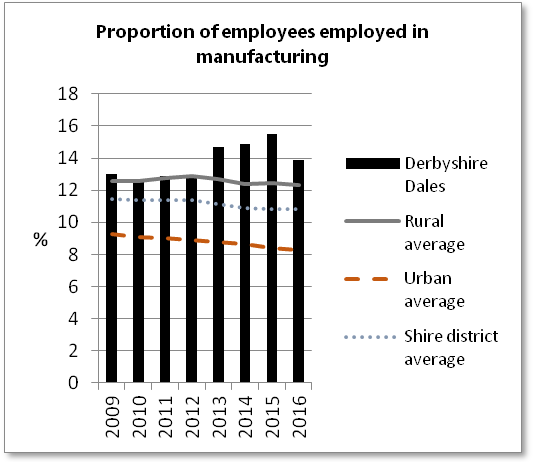 Proportion of employees employed in
manufacturing
18
16
14
12
10
8
6
4
2
0
%
2009
2010
2011
2012
2013
2014
2015
2016
Derbyshire
Dales
Rural
average
Urban
average
Shire district
average